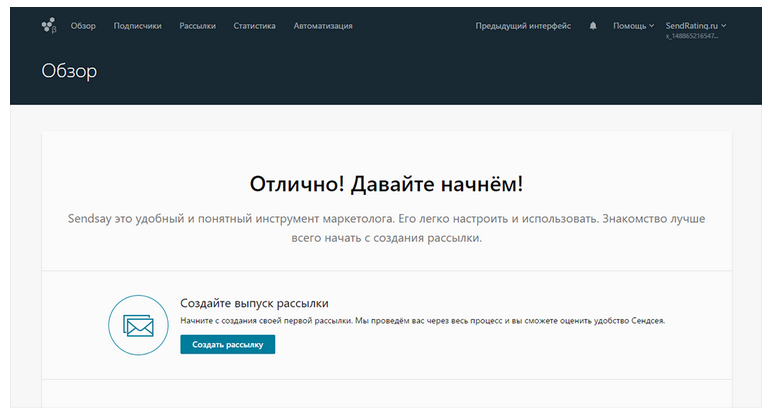 β Обзор Подписчики Рассылки Статистика Автоматизация Предыдущий интерфейс Помощь SendRating.ru
x_148865216547...
Обзор
Отлично! Давайте начнём!
Sendsay это удобный и понятный инструмент маркетолога. Его легко настроить и использовать. Знакомство лучше
всего начать с создания рассылки.
Создайте выпуск рассылки
Начните с создания своей первой рассылки. Мы проведём вас через весь процесс и вы сможете оценить удобство Сендсея.
Создать рассылку